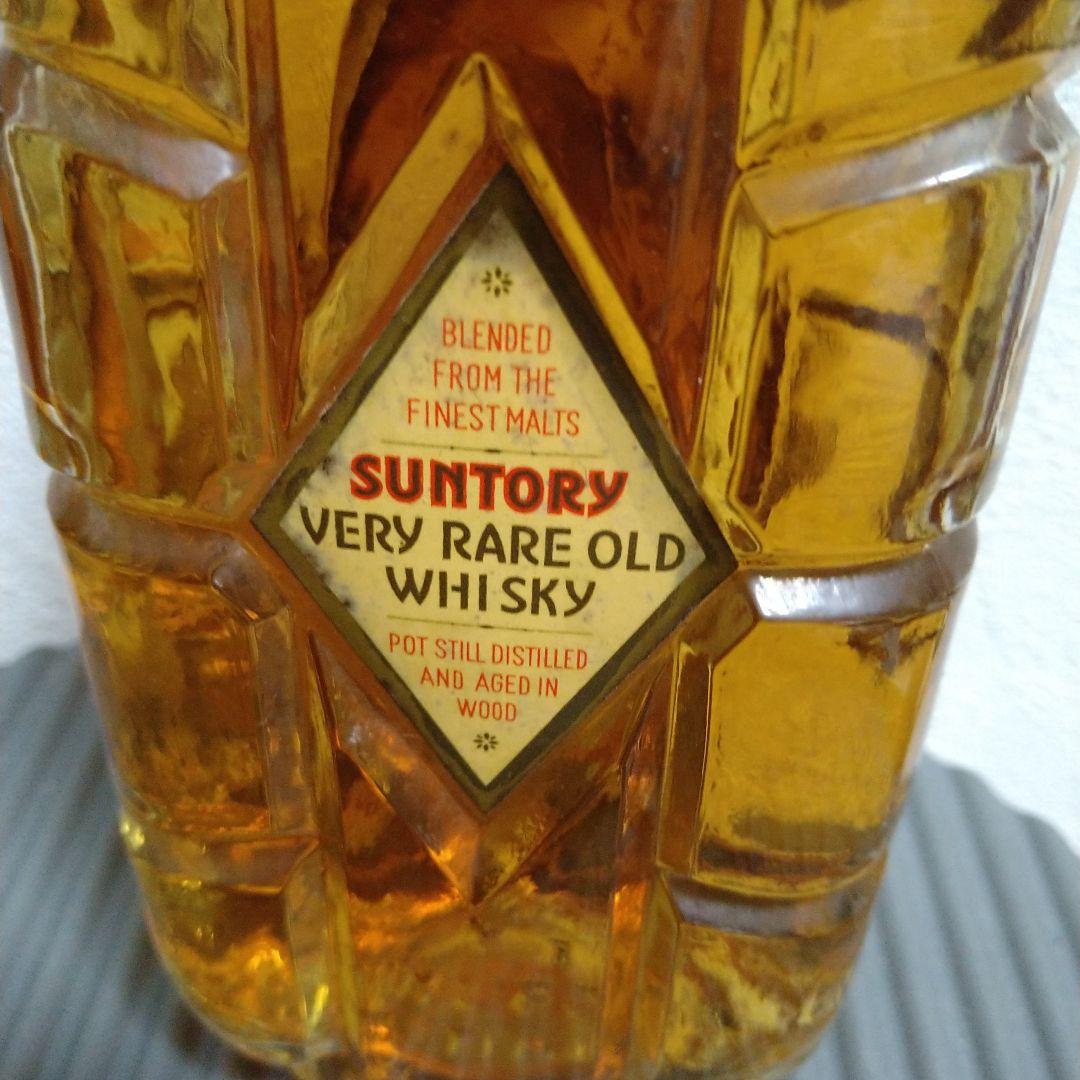 BLENDED
FROM THE
FINEST MALTS
SUNTORY
VERY RARE OLD
WHISKY
POT STILL DISTILLED
AND AGED IN
WOOD